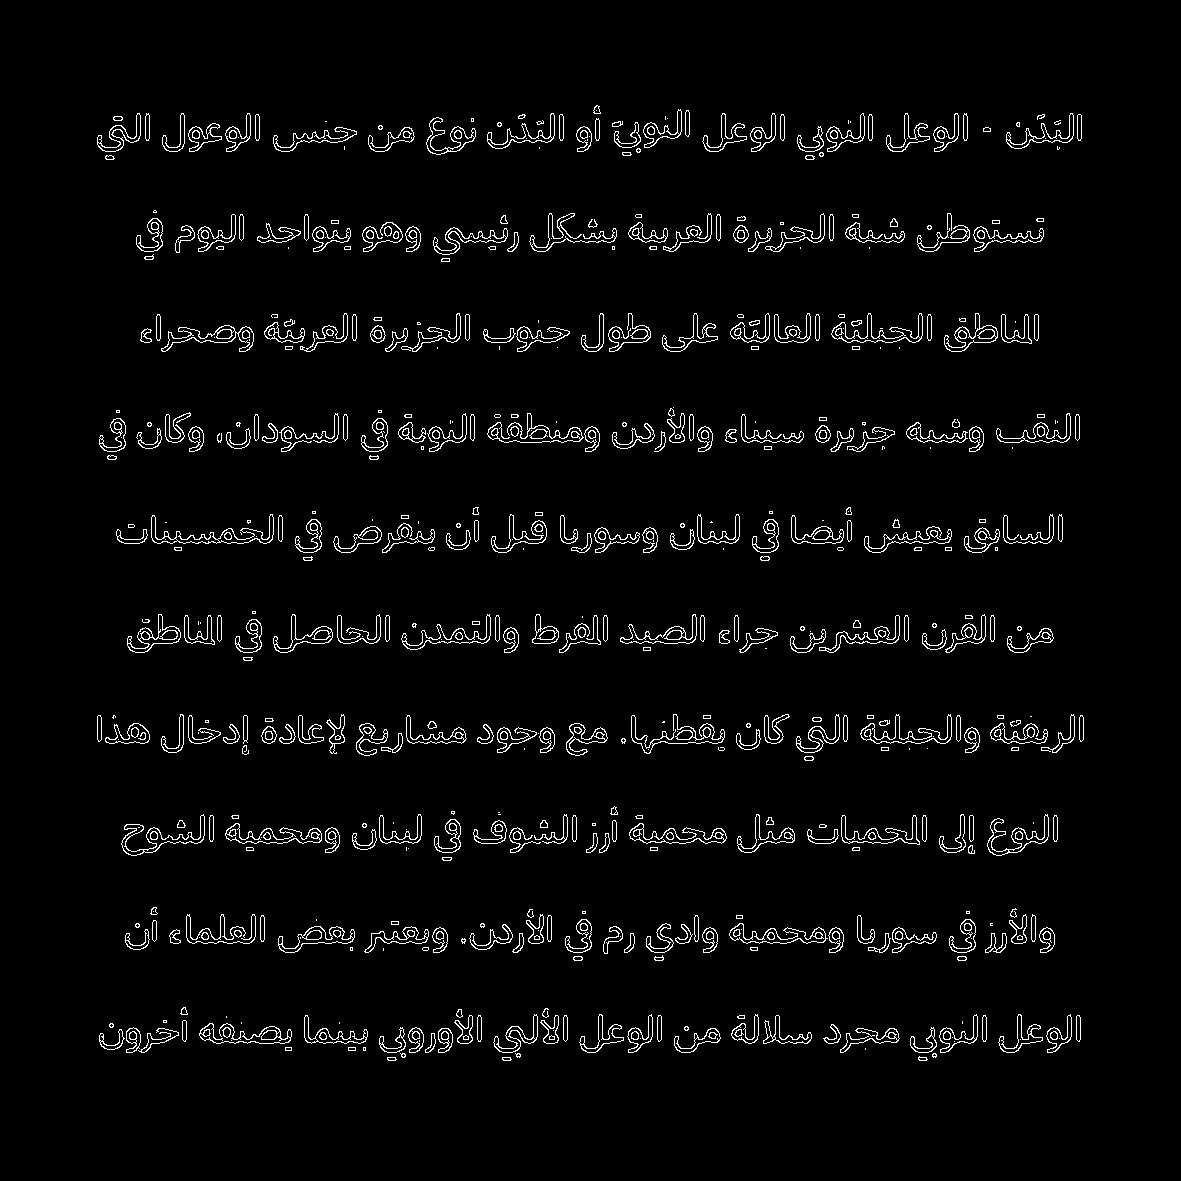 البَدَن - الوعل النوبي الوعل النوبيّ أو البَدَن نوع من جنس الوعول التي
تستوطن شبة الجزيرة العربية بشكل رئيسي وهو يتواجد اليوم في
المناطق الجبليّة العاليّة على طول جنوب الجزيرة العربيّة وصحراء
النقب وشبه جزيرة سيناء والأردن ومنطقة النوبة في السودان، وكان في
السابق يعيش أيضا في لبنان وسوريا قبل أن ينقرض في الخمسينات
من القرن العشرين جراء الصيد المفرط والتمدن الحاصل في المناطق
الريفيّة والجبليّة التي كان يقطنها. مع وجود مشاريع لإعادة إدخال هذا
النوع إلى المحميات مثل محمية أرز الشوف في لبنان ومحمية الشوح
والأرز في سوريا ومحمية وادي رم في الأردن. ويعتبر بعض العلماء أن
الوعل النوبي مجرد سلالة من الوعل الألبي الأوروبي بينما يصنفه أخرون